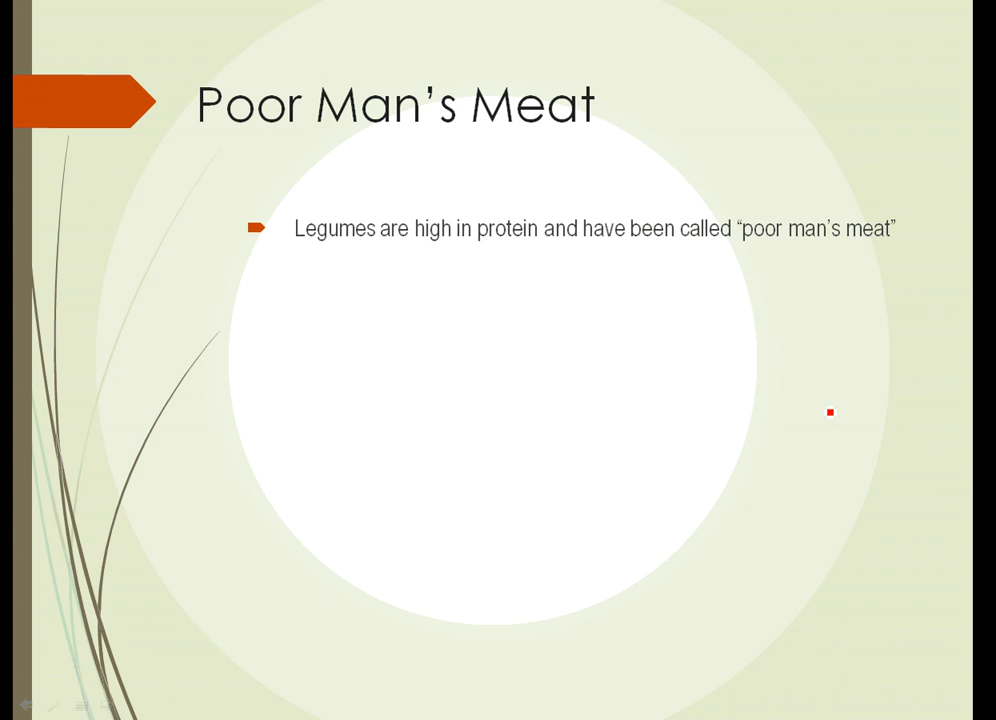 Poor Man’s Meat
Legumes are high in protein and have been called “poor man’s meat”